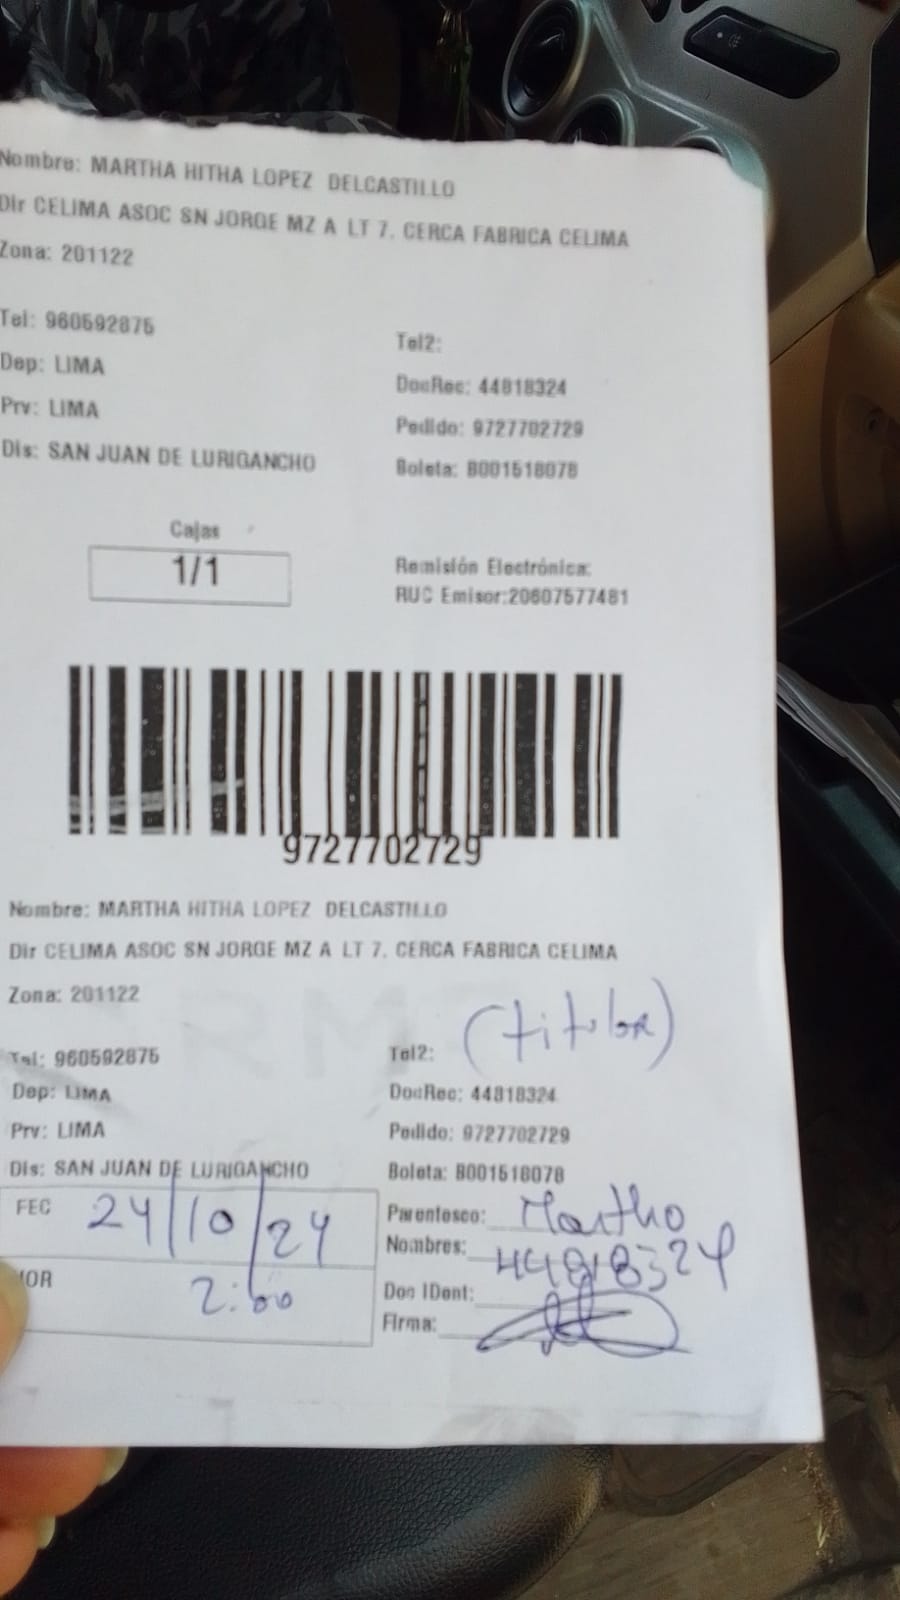 Nombre: MARTHA HITHA LOPEZ DELCASTILLO
Dir CELIMA ASOC SN JORGE MZ A LT 7. CERCA FABRICA CELIMA
Zona: 201122
Tel: 960592875
Tel2:
Dep: LIMA
DocRec: 44818324
Prv: LIMA
Pedido: 9727702729
Dis: SAN JUAN DE LURIGANCHO
Boleta: B001518078
Cajas
1/1
Remisión Electrónica:
RUC Emisor:20607577481
9727702729
Nombre: MARTHA HITHA LOPEZ DELCASTILLO
Dir CELIMA ASOC SN JORGE MZ A LT 7. CERCA FABRICA CELIMA
Zona: 201122
(titular)
Tel: 960592875
Tel2:
Dep: LIMA
DocRec: 44818324
Prv: LIMA
Pedido: 9727702729
Dis: SAN JUAN DE LURIGANCHO
Boleta: B001518078
FEC 24/10/24
Parentesco: Martha
Nombres: 44818324
HOR 2:00
Doc IDent:
Firma: